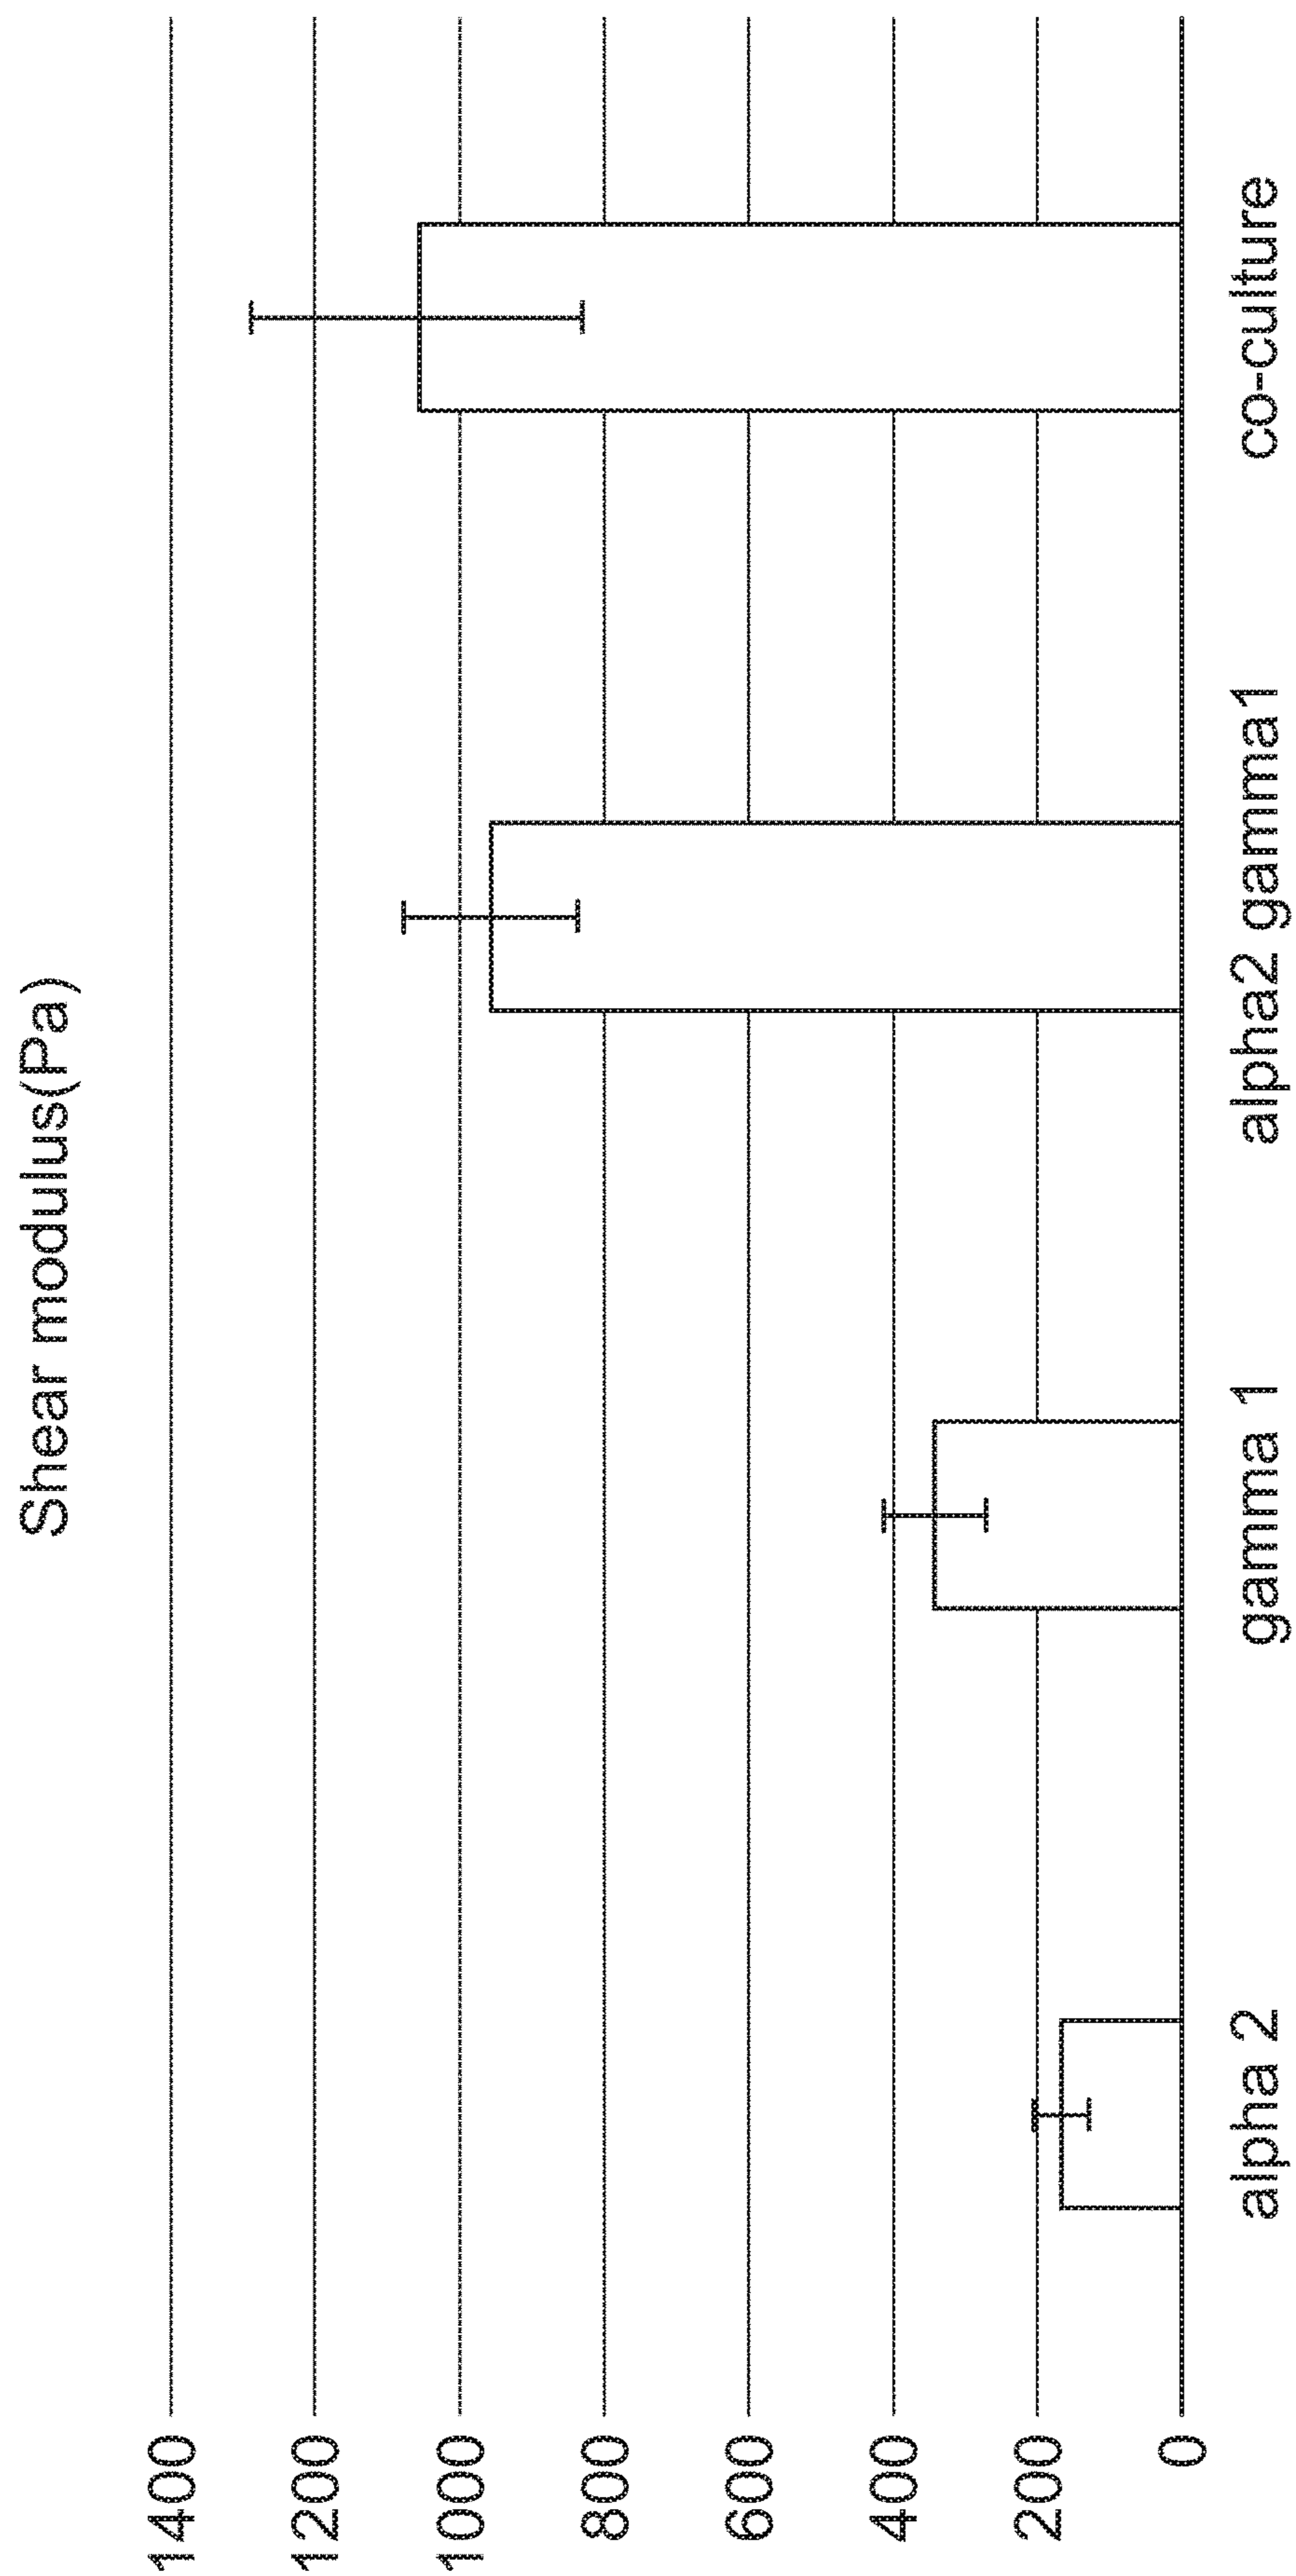 Shear modulus(Pa)
1400
1200
1000
800
600
400
200
0
alpha 2
gamma 1
alpha2 gamma1
co-culture